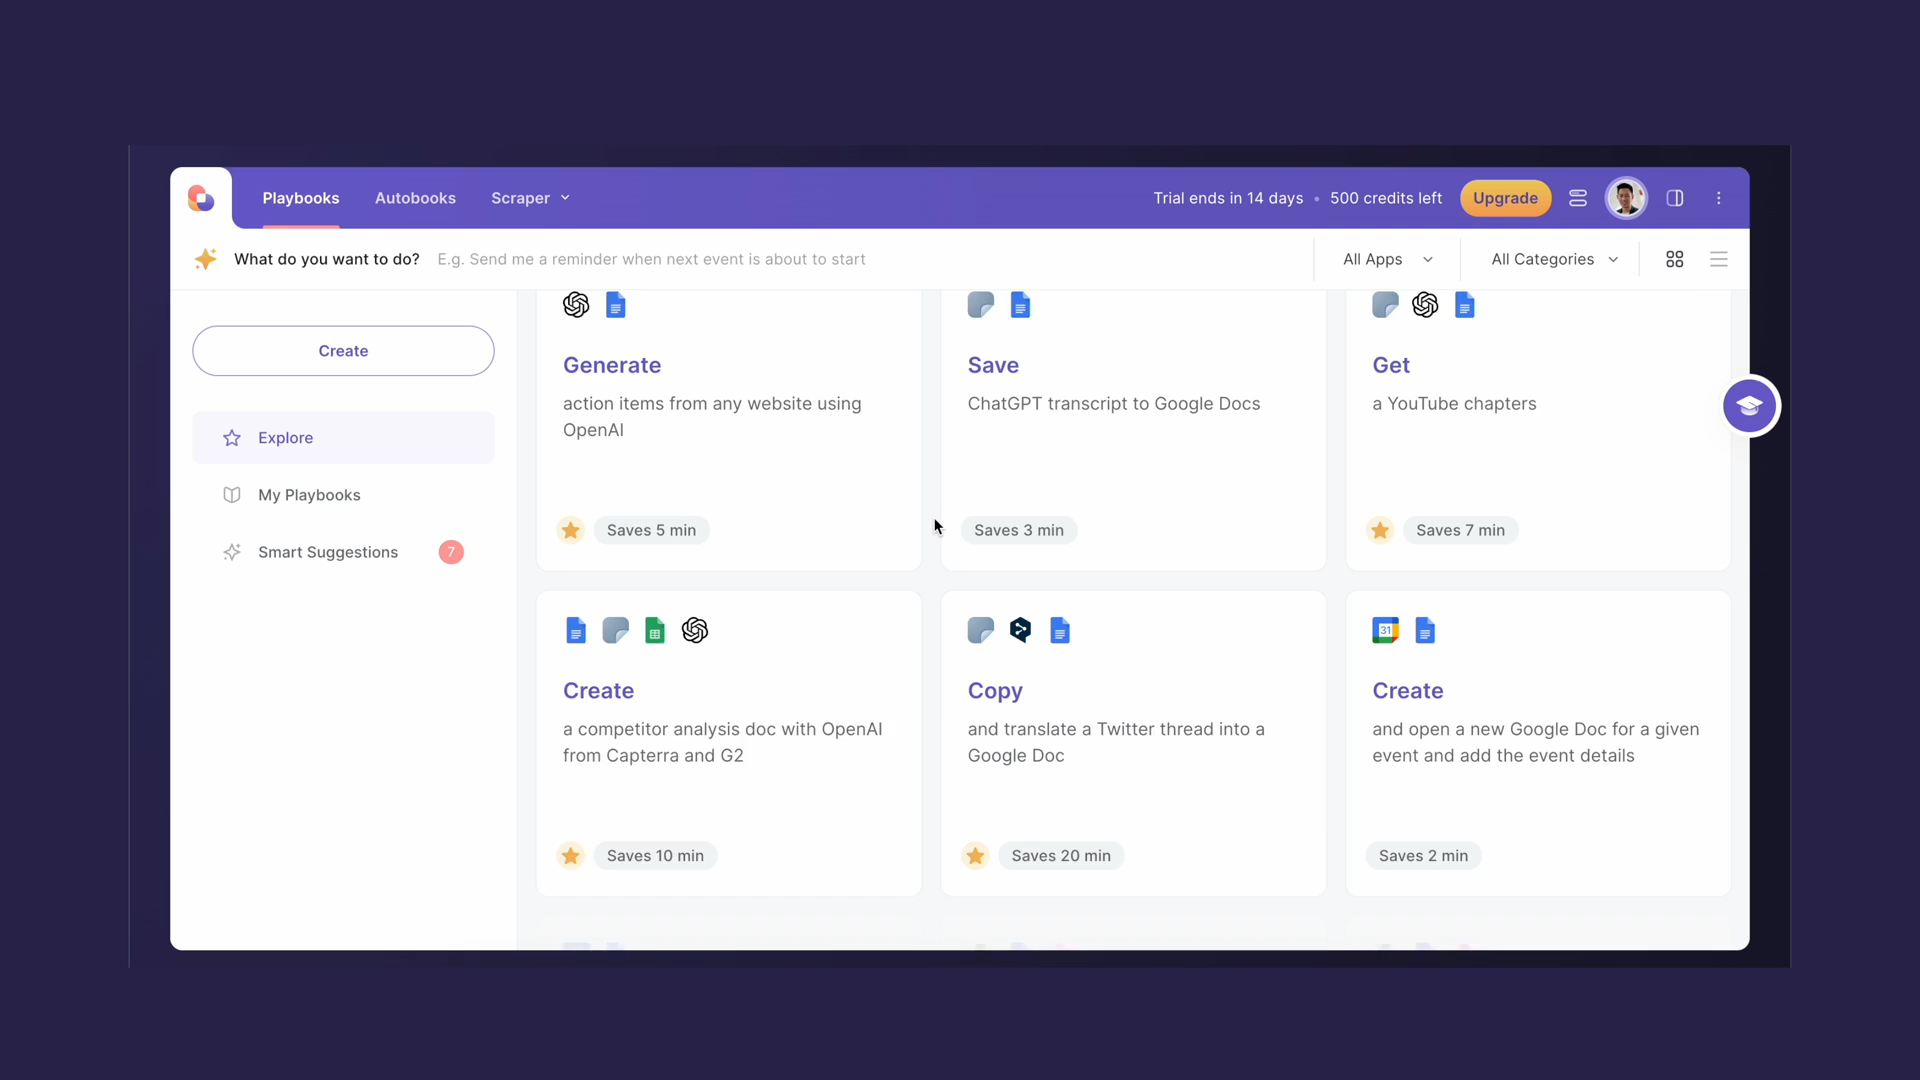 Playbooks
Autobooks
Scraper
Trial ends in 14 days • 500 credits left
Upgrade
What do you want to do?
E.g. Send me a reminder when next event is about to start
All Apps
All Categories
Create
Explore
My Playbooks
Smart Suggestions
7
Generate
action items from any website using
OpenAI
Saves 5 min
Save
ChatGPT transcript to Google Docs
Saves 3 min
Get
a YouTube chapters
Saves 7 min
Create
a competitor analysis doc with OpenAI
from Capterra and G2
Saves 10 min
Copy
and translate a Twitter thread into a
Google Doc
Saves 20 min
31
Create
and open a new Google Doc for a given
event and add the event details
Saves 2 min